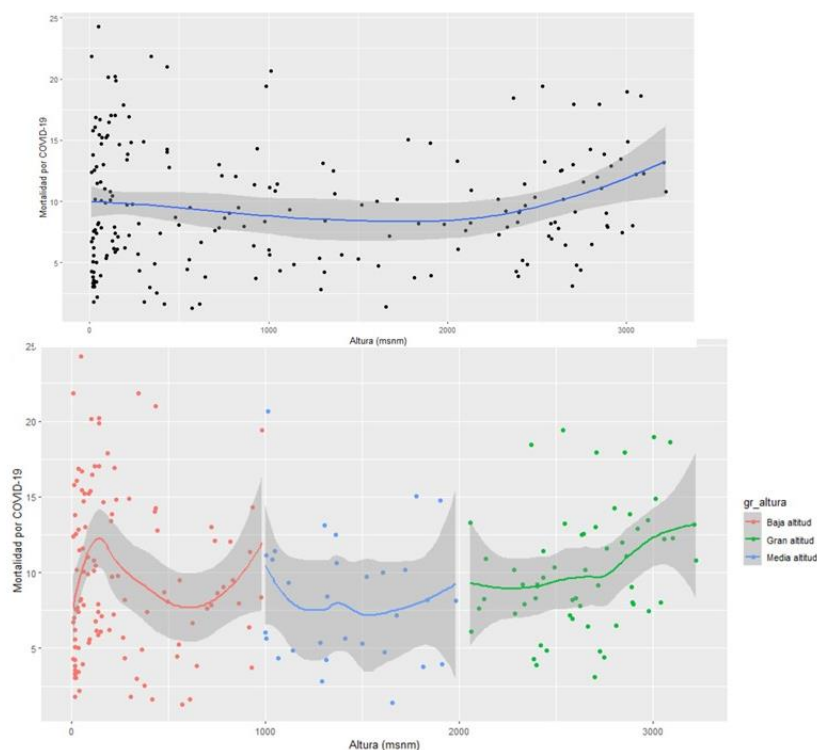 25
20
15
10
5
Mortalidad por COVID-19
0
1000
2000
3000
Altura (msnm)
25
20
15
10
5
Mortalidad por COVID-19
0
1000
2000
3000
Altura (msnm)
gr_altura
Baja altitud
Gran altitud
Media altitud